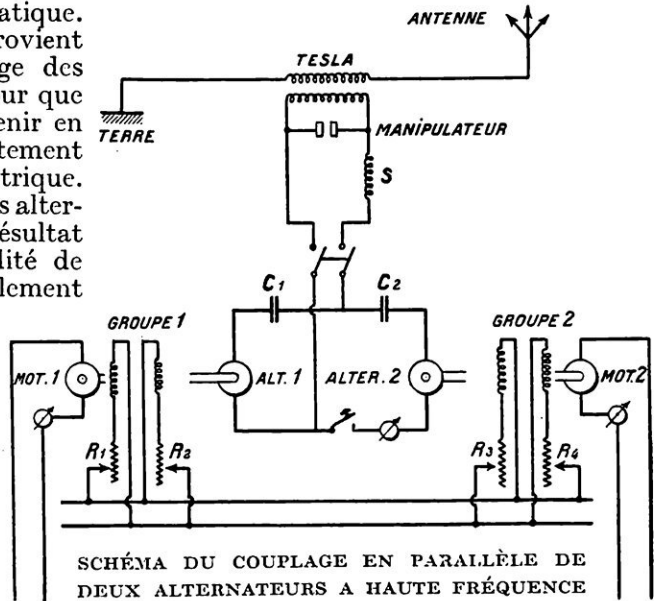 atique.
rovient
ge des
ur que
enir en
tement
trique.
s alter-
ésultat
lité de
lement
ANTENNE
TESLA
TERRE
MANIPULATEUR
S
C1
C2
GROUPE 1
GROUPE 2
MOT. 1
ALT. 1
ALTER. 2
MOT. 2
R1
R2
R3
R4
SCHÉMA DU COUPLAGE EN PARALLÈLE DE
DEUX ALTERNATEURS A HAUTE FRÉQUENCE